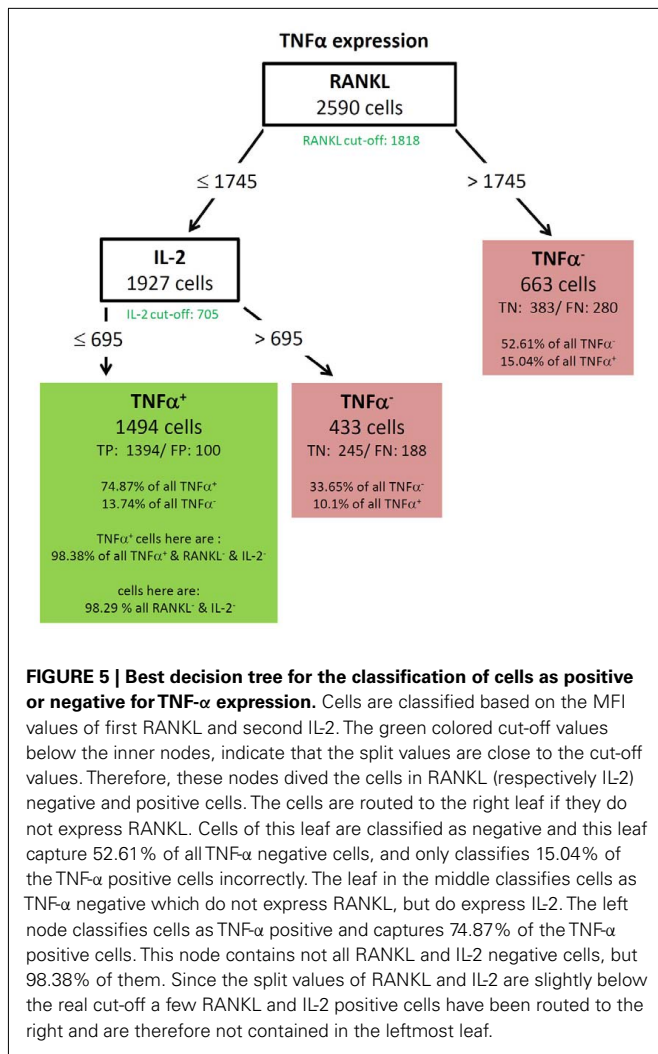 TNFα expression
RANKL
2590 cells
RANKL cut-off: 1818
≤ 1745
> 1745
IL-2
1927 cells
IL-2 cut-off: 705
TNFα⁻
663 cells
TN: 383/ FN: 280
52.61% of all TNFα⁻
15.04% of all TNFα⁺
≤ 695
> 695
TNFα⁺
1494 cells
TP: 1394/ FP: 100
74.87% of all TNFα⁺
13.74% of all TNFα⁻
TNFα⁺ cells here are :
98.38% of all TNFα⁺ & RANKL⁻ & IL-2⁻
cells here are:
98.29 % all RANKL⁻ & IL-2⁻
TNFα⁻
433 cells
TN: 245/ FN: 188
33.65% of all TNFα⁻
10.1% of all TNFα⁺
FIGURE 5 | Best decision tree for the classification of cells as positive
or negative for TNF-α expression. Cells are classified based on the MFI
values of first RANKL and second IL-2. The green colored cut-off values
below the inner nodes, indicate that the split values are close to the cut-off
values. Therefore, these nodes dived the cells in RANKL (respectively IL-2)
negative and positive cells. The cells are routed to the right leaf if they do
not express RANKL. Cells of this leaf are classified as negative and this leaf
capture 52.61% of all TNF-α negative cells, and only classifies 15.04% of
the TNF-α positive cells incorrectly. The leaf in the middle classifies cells as
TNF-α negative which do not express RANKL, but do express IL-2. The left
node classifies cells as TNF-α positive and captures 74.87% of the TNF-α
positive cells. This node contains not all RANKL and IL-2 negative cells, but
98.38% of them. Since the split values of RANKL and IL-2 are slightly below
the real cut-off a few RANKL and IL-2 positive cells have been routed to the
right and are therefore not contained in the leftmost leaf.